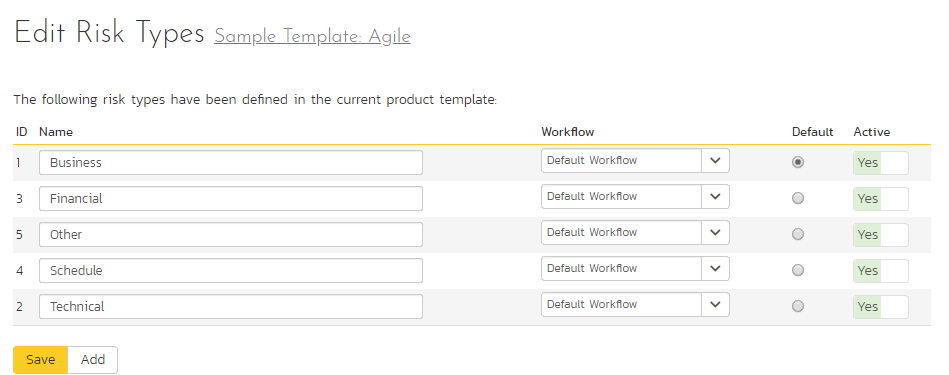 Edit Risk Types Sample Template: Agile
The following risk types have been defined in the current product template:
ID Name Workflow Default Active
1 Business Default Workflow Yes
3 Financial Default Workflow Yes
5 Other Default Workflow Yes
4 Schedule Default Workflow Yes
2 Technical Default Workflow Yes
Save Add